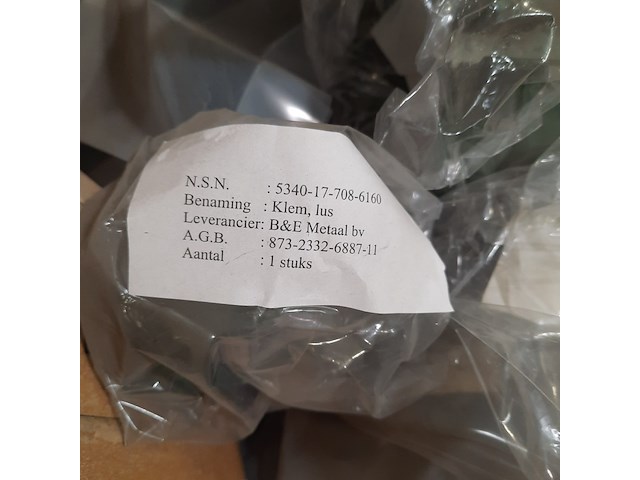 N.S.N. : 5340-17-708-6160
Benaming : Klem, lus
Leverancier: B&E Metaal bv
A.G.B. : 873-2332-6887-11
Aantal : 1 stuks